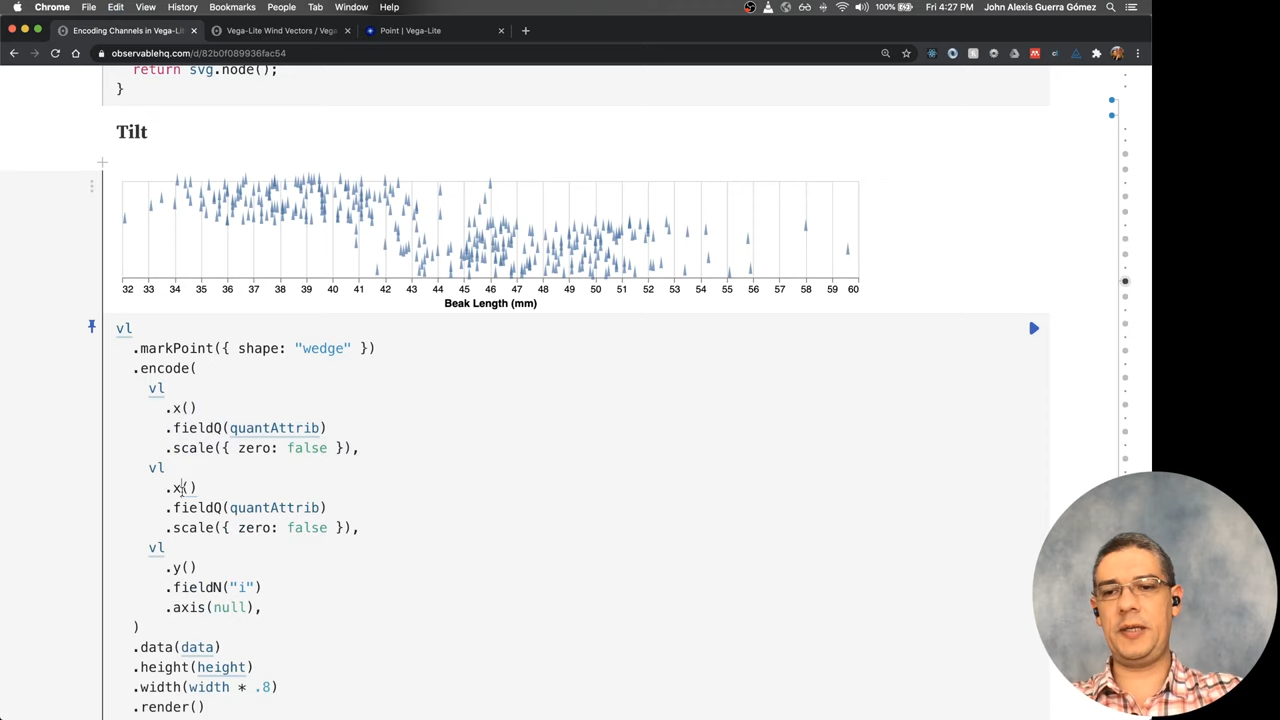 Chrome File Edit View History Bookmarks People Tab Window Help 100% Fri 4:27 PM John Alexis Guerra Gómez
Encoding Channels in Vega-Lit Vega-Lite Wind Vectors / Vega Point | Vega-Lite
observablehq.com/d/82b0f089936fac54
return svg.node();
}
Tilt
32 33 34 35 36 37 38 39 40 41 42 43 44 45 46 47 48 49 50 51 52 53 54 55 56 57 58 59 60
Beak Length (mm)
vl
.markPoint({ shape: "wedge" })
.encode(
vl
.x()
.fieldQ(quantAttrib)
.scale({ zero: false }),
vl
.x()
.fieldQ(quantAttrib)
.scale({ zero: false }),
vl
.y()
.fieldN("i")
.axis(null),
)
.data(data)
.height(height)
.width(width * .8)
.render()